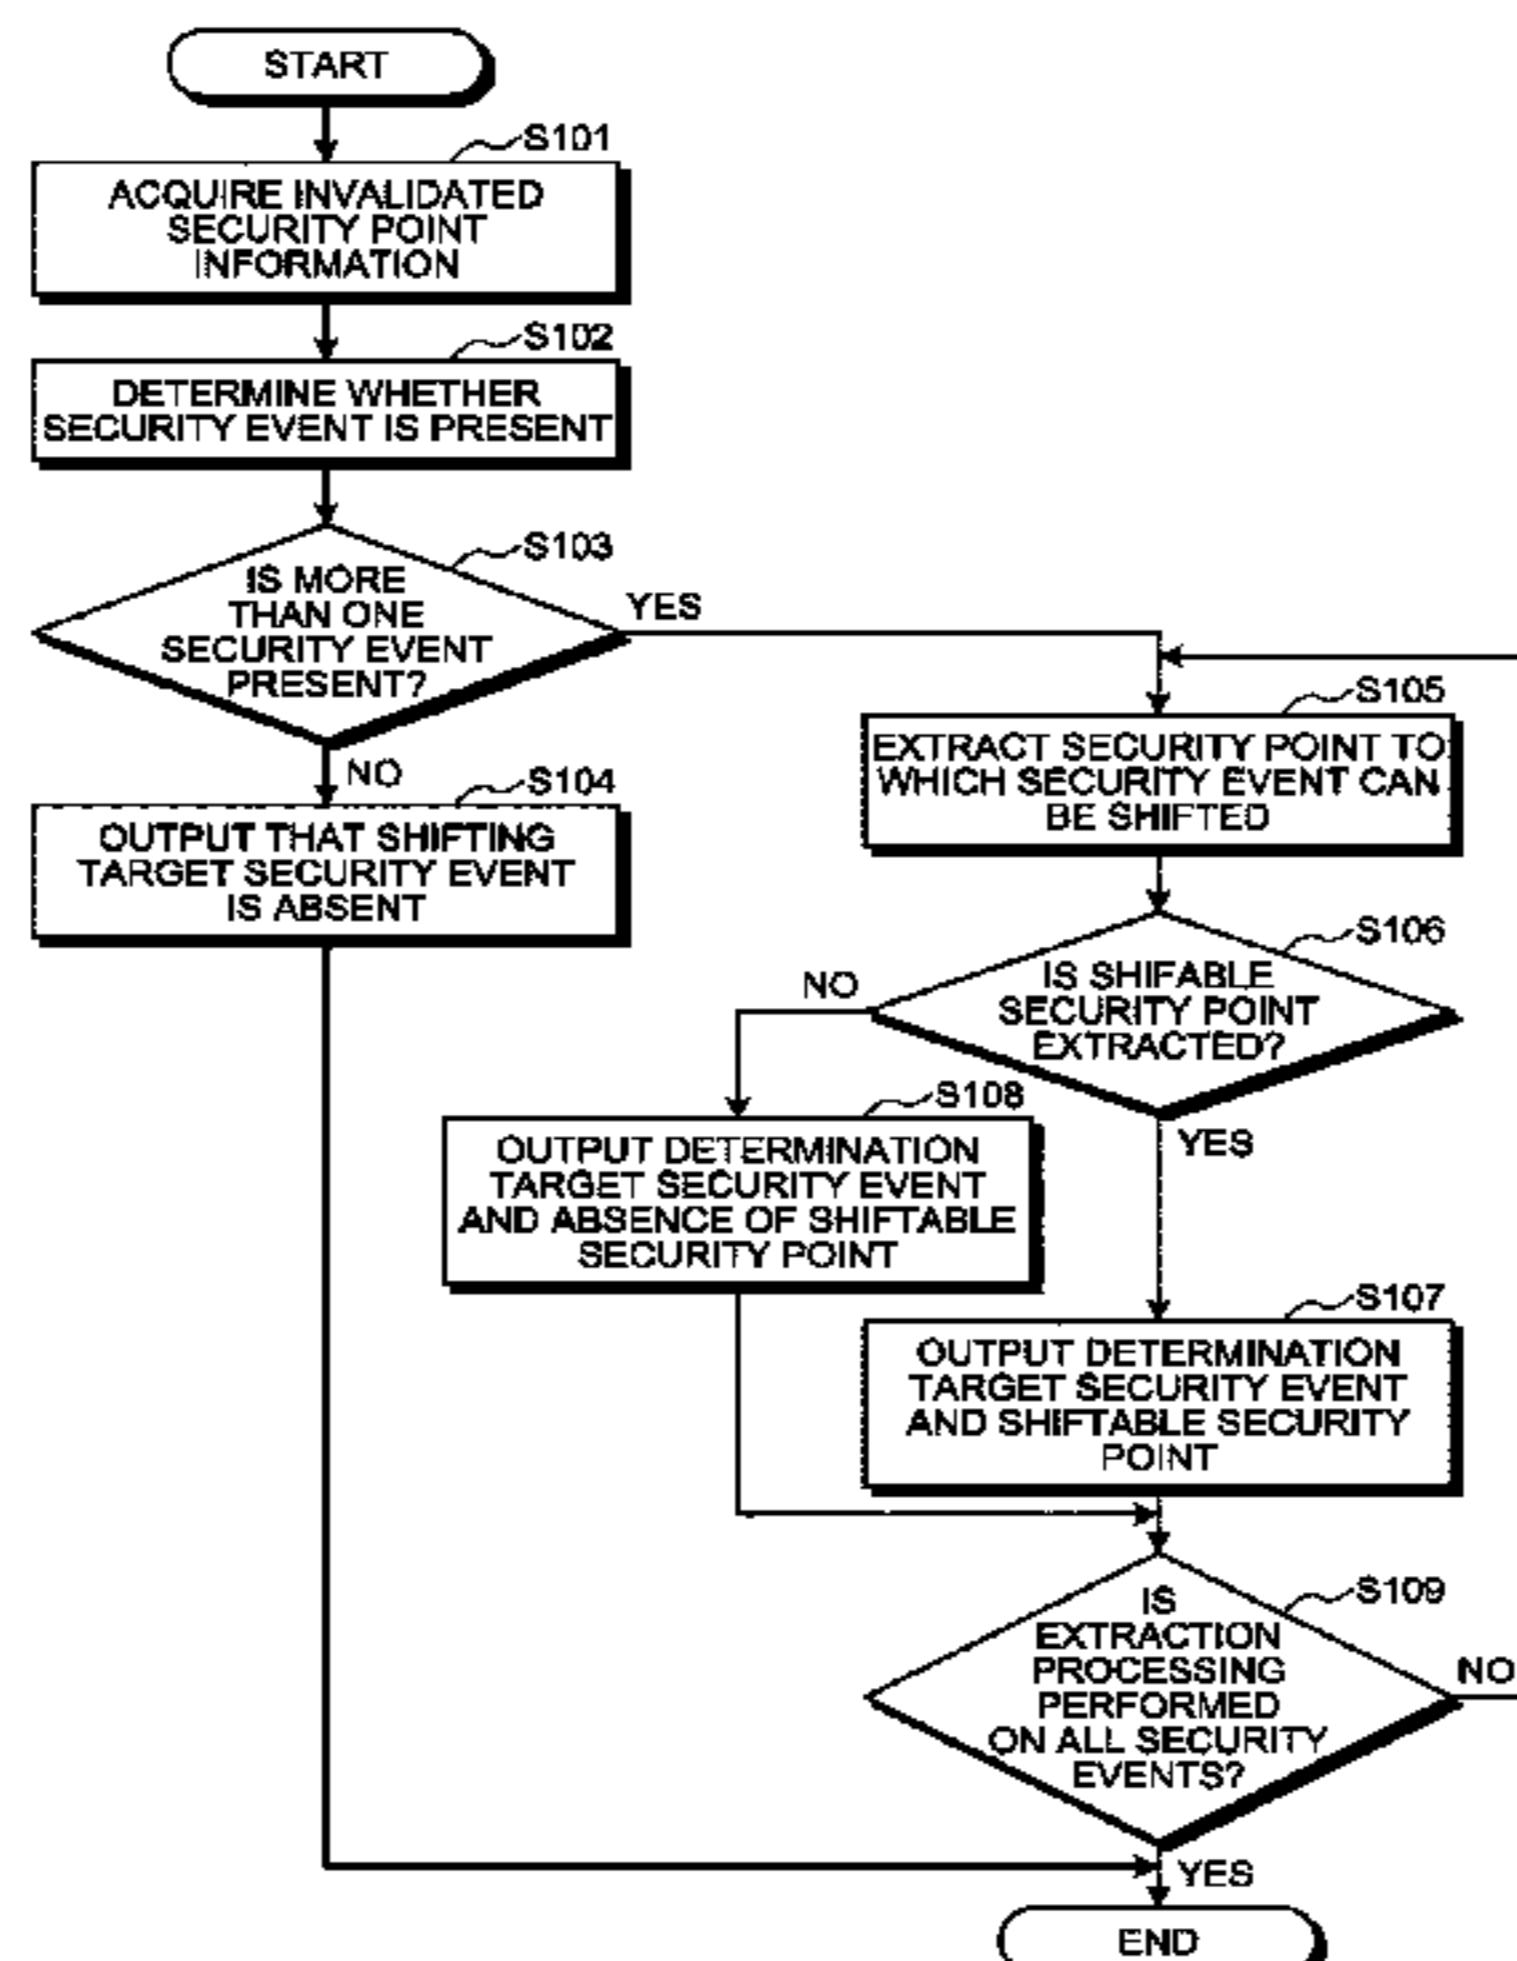 START
S101
ACQUIRE INVALIDATED
SECURITY POINT
INFORMATION
S102
DETERMINE WHETHER
SECURITY EVENT IS PRESENT
S103
IS MORE
THAN ONE
SECURITY EVENT
PRESENT?
YES
NO
S104
OUTPUT THAT SHIFTING
TARGET SECURITY EVENT
IS ABSENT
S105
EXTRACT SECURITY POINT TO
WHICH SECURITY EVENT CAN
BE SHIFTED
S106
IS SHIFABLE
SECURITY POINT
EXTRACTED?
NO
YES
S108
OUTPUT DETERMINATION
TARGET SECURITY EVENT
AND ABSENCE OF SHIFTABLE
SECURITY POINT
S107
OUTPUT DETERMINATION
TARGET SECURITY EVENT
AND SHIFTABLE SECURITY
POINT
S109
IS
EXTRACTION
PROCESSING
PERFORMED
ON ALL SECURITY
EVENTS?
NO
YES
END